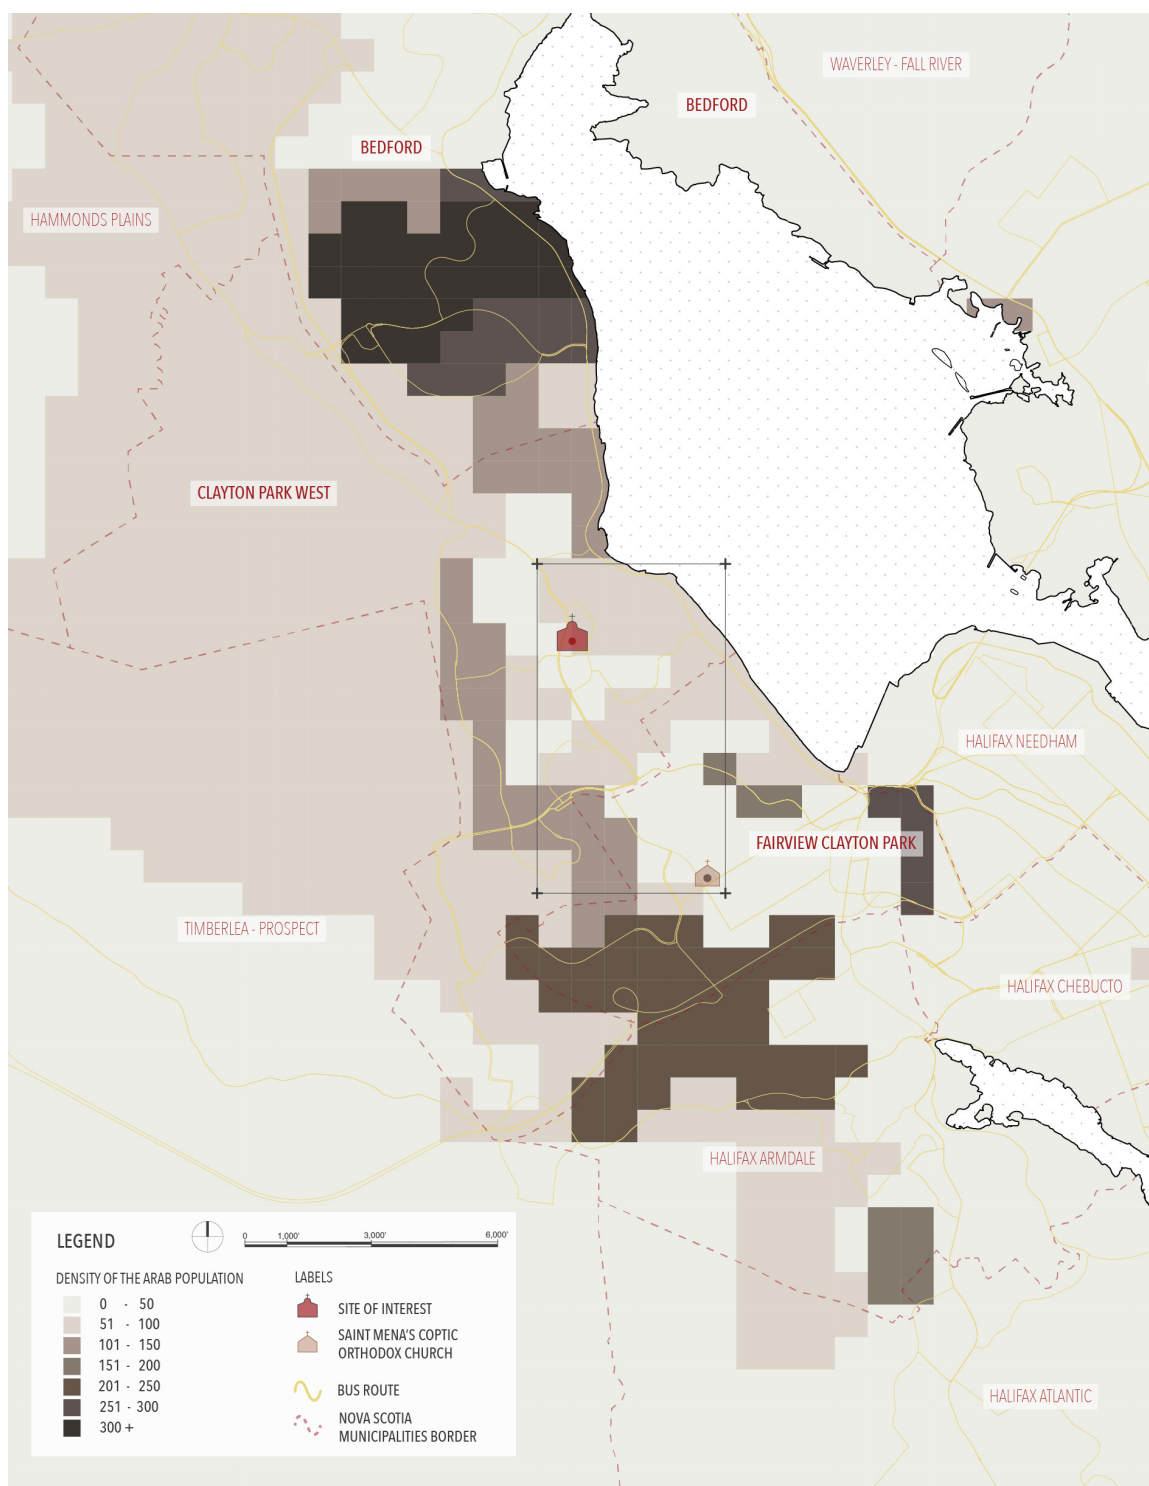 WAVERLEY - FALL RIVER
BEDFORD
BEDFORD
HAMMONDS PLAINS
CLAYTON PARK WEST
HALIFAX NEEDHAM
FAIRVIEW CLAYTON PARK
TIMBERLEA - PROSPECT
HALIFAX CHEBUCTO
HALIFAX ARMDALE
HALIFAX ATLANTIC
LEGEND
0 1,000' 3,000' 6,000'
DENSITY OF THE ARAB POPULATION
0 - 50
51 - 100
101 - 150
151 - 200
201 - 250
251 - 300
300 +
LABELS
SITE OF INTEREST
SAINT MENA'S COPTIC
ORTHODOX CHURCH
BUS ROUTE
NOVA SCOTIA
MUNICIPALITIES BORDER